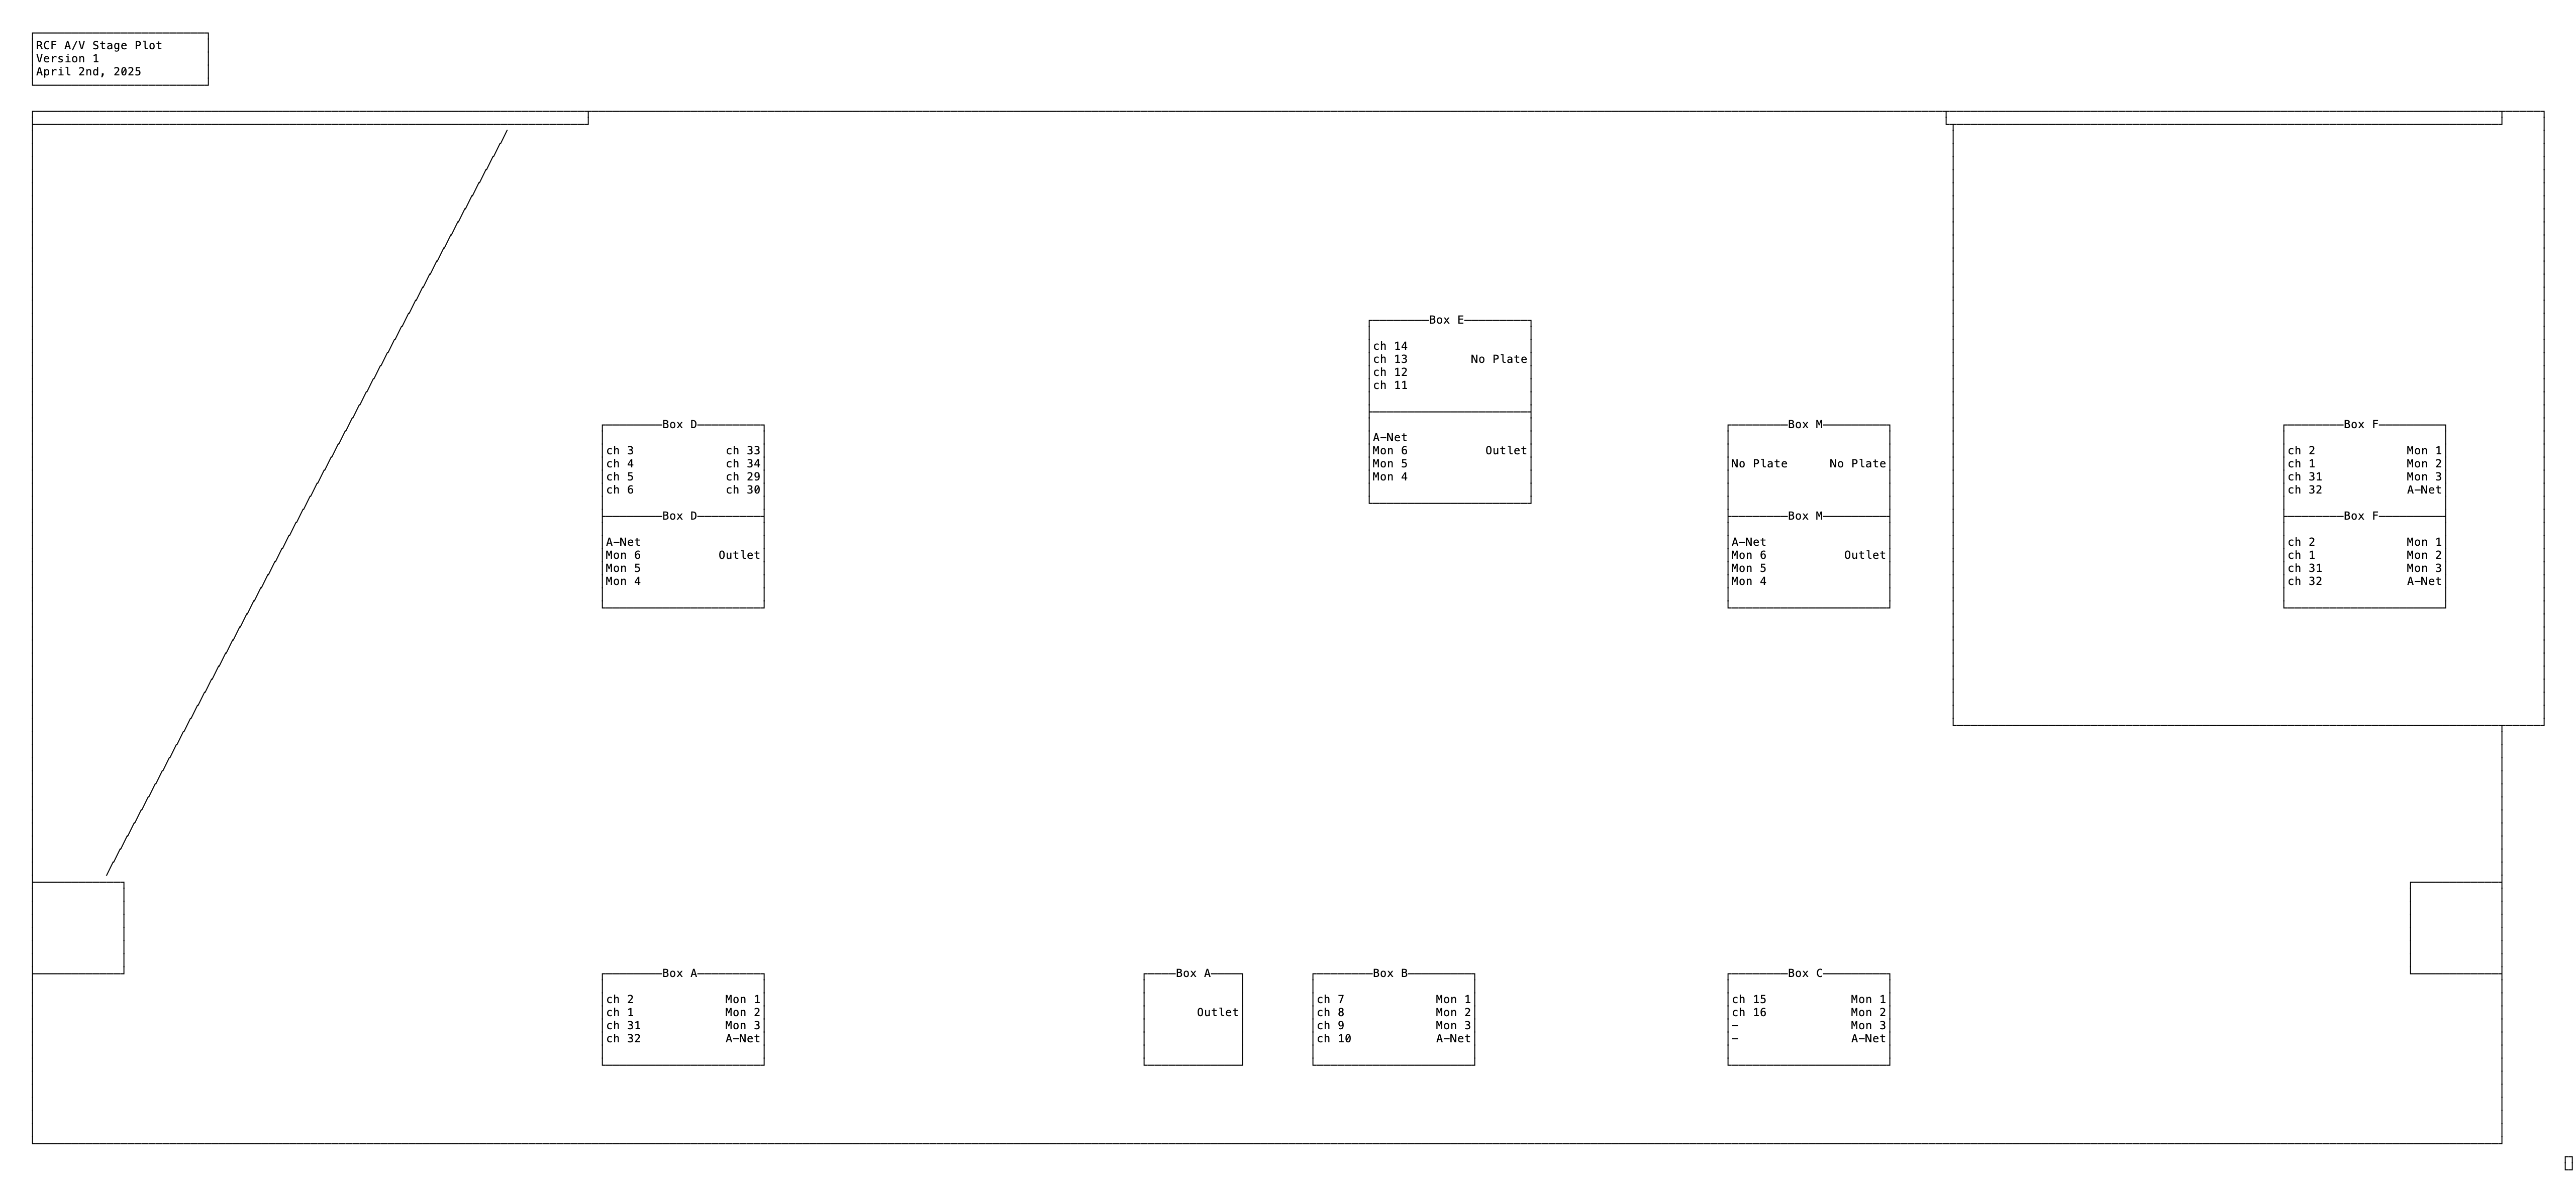 RCF A/V Stage Plot
Version 1
April 2nd, 2025
Box E
ch 14
ch 13 No Plate
ch 12
ch 11
A-Net
Mon 6 Outlet
Mon 5
Mon 4
Box D
ch 3 ch 33
ch 4 ch 34
ch 5 ch 29
ch 6 ch 30
Box D
A-Net
Mon 6 Outlet
Mon 5
Mon 4
Box M
No Plate No Plate
Box M
A-Net
Mon 6 Outlet
Mon 5
Mon 4
Box F
ch 2 Mon 1
ch 1 Mon 2
ch 31 Mon 3
ch 32 A-Net
Box F
ch 2 Mon 1
ch 1 Mon 2
ch 31 Mon 3
ch 32 A-Net
Box A
ch 2 Mon 1
ch 1 Mon 2
ch 31 Mon 3
ch 32 A-Net
Box A
Outlet
Box B
ch 7 Mon 1
ch 8 Mon 2
ch 9 Mon 3
ch 10 A-Net
Box C
ch 15 Mon 1
ch 16 Mon 2
- Mon 3
- A-Net